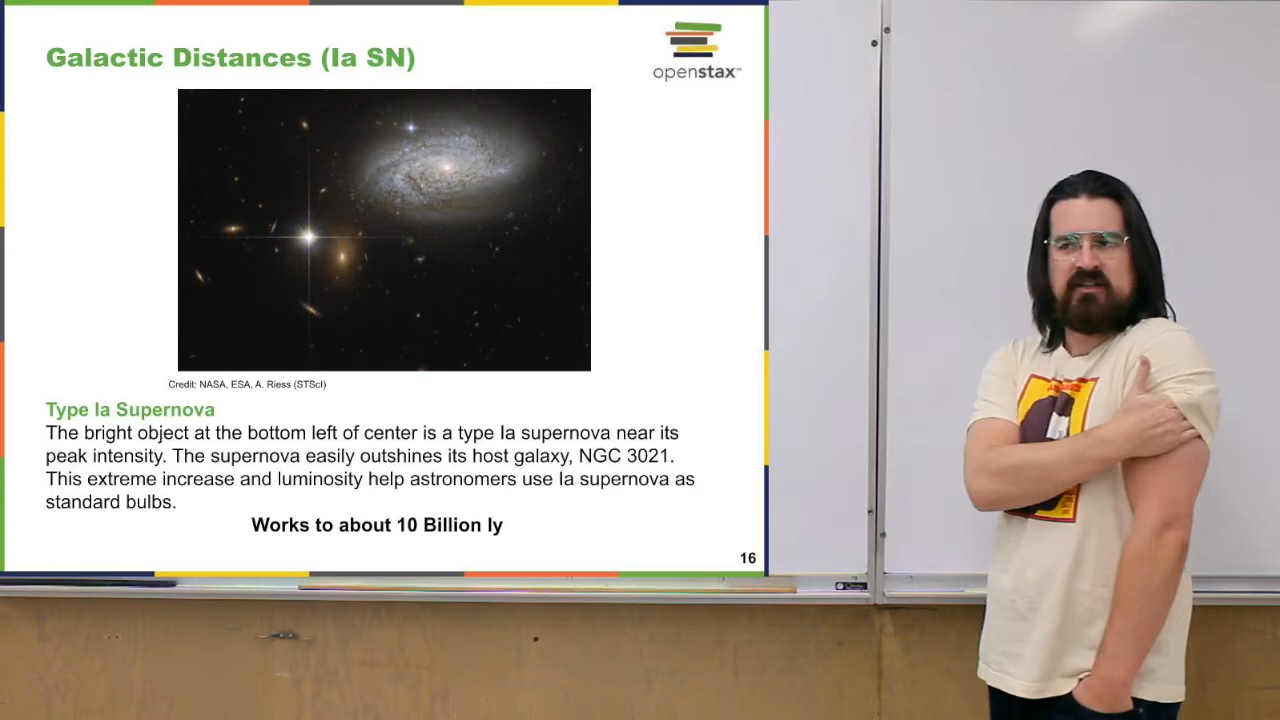 Galactic Distances (Ia SN)
openstax™
Credit: NASA, ESA, A. Riess (STScI)
Type Ia Supernova
The bright object at the bottom left of center is a type Ia supernova near its
peak intensity. The supernova easily outshines its host galaxy, NGC 3021.
This extreme increase and luminosity help astronomers use Ia supernova as
standard bulbs.
Works to about 10 Billion ly
16